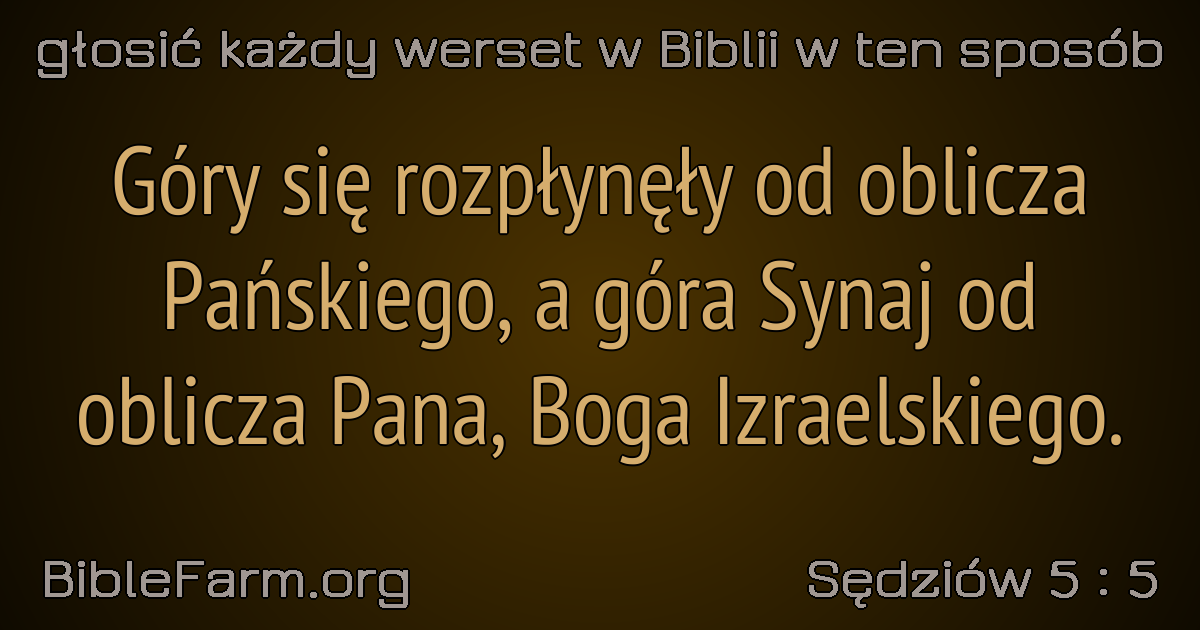 głosić każdy werset w Biblii w ten sposób
Góry się rozpłynęły od oblicza
Pańskiego, a góra Synaj od
oblicza Pana, Boga Izraelskiego.
BibleFarm.org
Sędziów 5 : 5